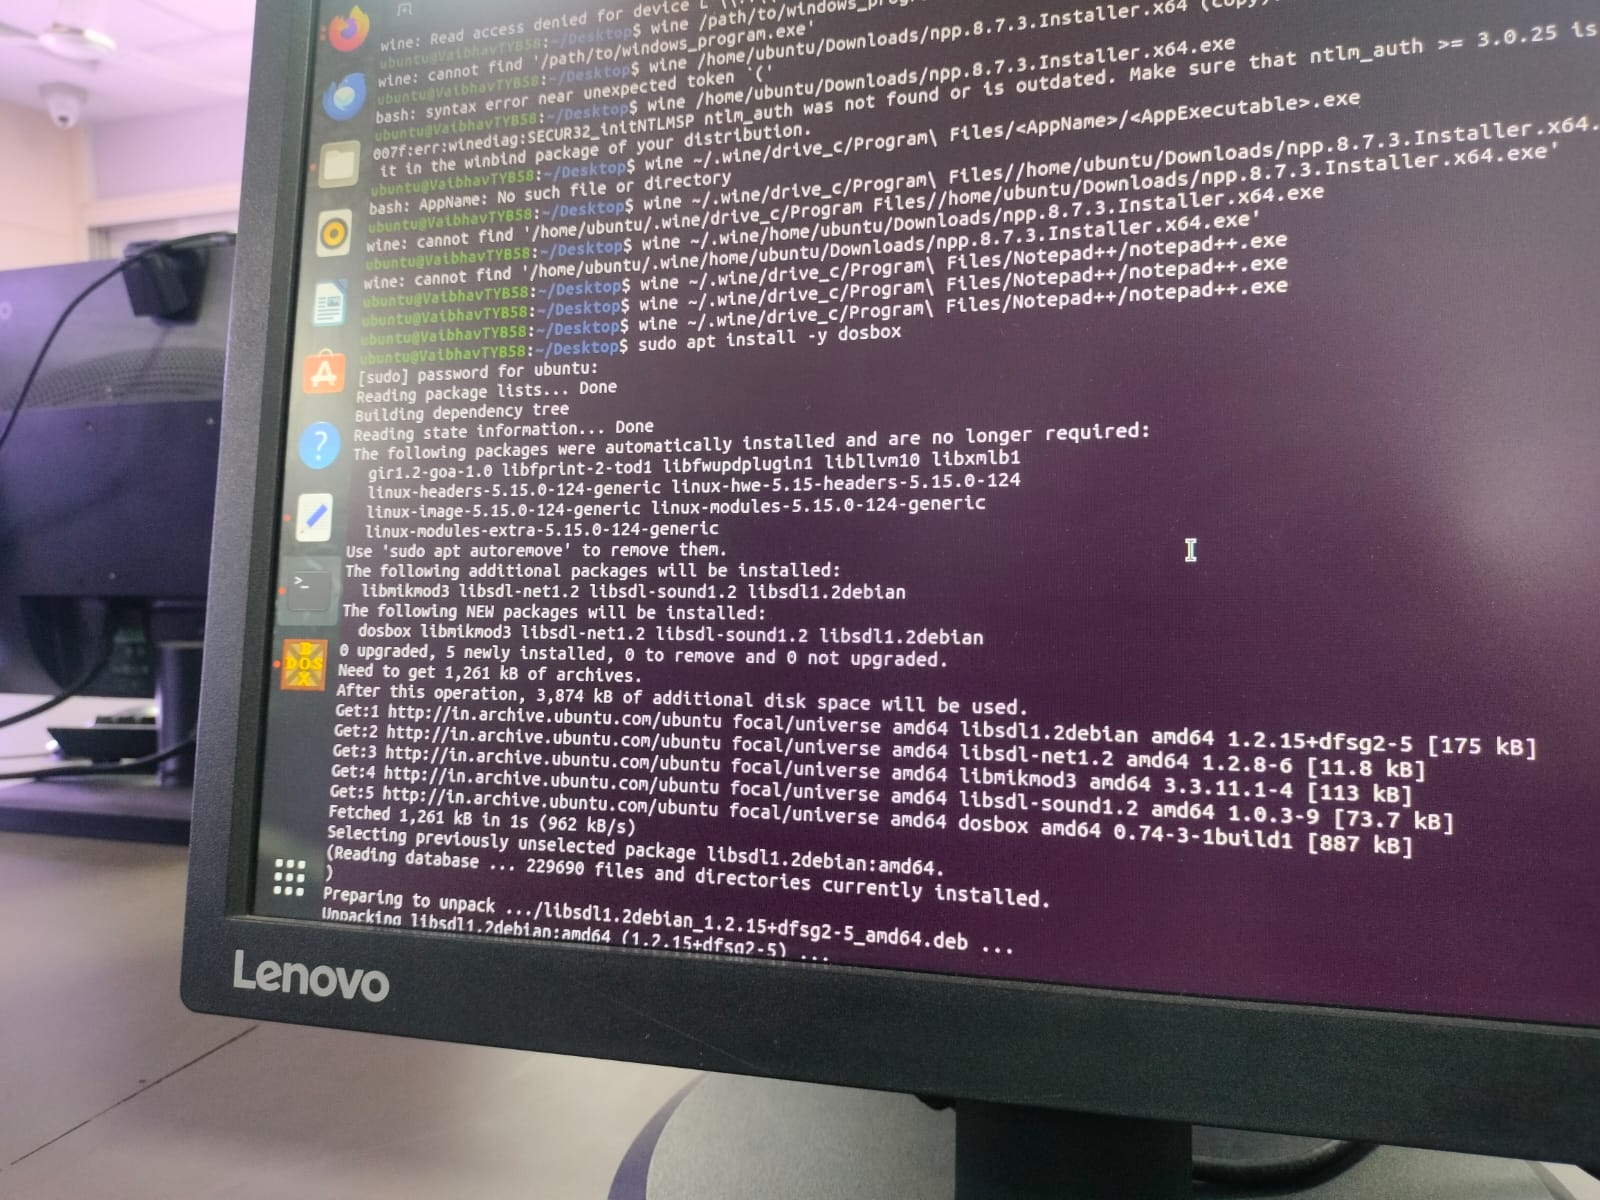 wine: Read access denied for device L
ubuntu@VaibhavTYB58:~/Desktop$ wine /path/to/windows_
wine: cannot find '/path/to/windows_program.exe'
ubuntu@VaibhavTYB58:~/Desktop$ wine /home/ubuntu/Downloads/npp.8.7.3.Installer.x64 (copy).
bash: syntax error near unexpected token `('
ubuntu@VaibhavTYB58:~/Desktop$ wine /home/ubuntu/Downloads/npp.8.7.3.Installer.x64.exe
007f:err:winediag:SECUR32_initNTLMSP ntlm_auth was not found or is outdated. Make sure that ntlm_auth >= 3.0.25 is
it in the winbind package of your distribution.
ubuntu@VaibhavTYB58:~/Desktop$ wine ~/.wine/drive_c/Program\ Files/<AppName>/<AppExecutable>.exe
bash: AppName: No such file or directory
ubuntu@VaibhavTYB58:~/Desktop$ wine ~/.wine/drive_c/Program\ Files//home/ubuntu/Downloads/npp.8.7.3.Installer.x64.
wine: cannot find '/home/ubuntu/.wine/drive_c/Program Files//home/ubuntu/Downloads/npp.8.7.3.Installer.x64.exe'
ubuntu@VaibhavTYB58:~/Desktop$ wine ~/.wine/home/ubuntu/Downloads/npp.8.7.3.Installer.x64.exe
wine: cannot find '/home/ubuntu/.wine/home/ubuntu/Downloads/npp.8.7.3.Installer.x64.exe'
ubuntu@VaibhavTYB58:~/Desktop$ wine ~/.wine/drive_c/Program\ Files/Notepad++/notepad++.exe
ubuntu@VaibhavTYB58:~/Desktop$ wine ~/.wine/drive_c/Program\ Files/Notepad++/notepad++.exe
ubuntu@VaibhavTYB58:~/Desktop$ wine ~/.wine/drive_c/Program\ Files/Notepad++/notepad++.exe
ubuntu@VaibhavTYB58:~/Desktop$ sudo apt install -y dosbox
[sudo] password for ubuntu:
Reading package lists... Done
Building dependency tree
Reading state information... Done
The following packages were automatically installed and are no longer required:
gir1.2-goa-1.0 libfprint-2-tod1 libfwupdplugin1 libllvm10 libxmlb1
linux-headers-5.15.0-124-generic linux-hwe-5.15-headers-5.15.0-124
linux-image-5.15.0-124-generic linux-modules-5.15.0-124-generic
linux-modules-extra-5.15.0-124-generic
Use 'sudo apt autoremove' to remove them.
The following additional packages will be installed:
libmikmod3 libsdl-net1.2 libsdl-sound1.2 libsdl1.2debian
The following NEW packages will be installed:
dosbox libmikmod3 libsdl-net1.2 libsdl-sound1.2 libsdl1.2debian
0 upgraded, 5 newly installed, 0 to remove and 0 not upgraded.
Need to get 1,261 kB of archives.
After this operation, 3,874 kB of additional disk space will be used.
Get:1 http://in.archive.ubuntu.com/ubuntu focal/universe amd64 libsdl1.2debian amd64 1.2.15+dfsg2-5 [175 kB]
Get:2 http://in.archive.ubuntu.com/ubuntu focal/universe amd64 libsdl-net1.2 amd64 1.2.8-6 [11.8 kB]
Get:3 http://in.archive.ubuntu.com/ubuntu focal/universe amd64 libmikmod3 amd64 3.3.11.1-4 [113 kB]
Get:4 http://in.archive.ubuntu.com/ubuntu focal/universe amd64 libsdl-sound1.2 amd64 1.0.3-9 [73.7 kB]
Get:5 http://in.archive.ubuntu.com/ubuntu focal/universe amd64 dosbox amd64 0.74-3-1build1 [887 kB]
Fetched 1,261 kB in 1s (962 kB/s)
Selecting previously unselected package libsdl1.2debian:amd64.
(Reading database ... 229690 files and directories currently installed.
)
Preparing to unpack .../libsdl1.2debian_1.2.15+dfsg2-5_amd64.deb ...
Unpacking libsdl1.2debian:amd64 (1.2.15+dfsg2-5) ...
DOS
BOX
Lenovo